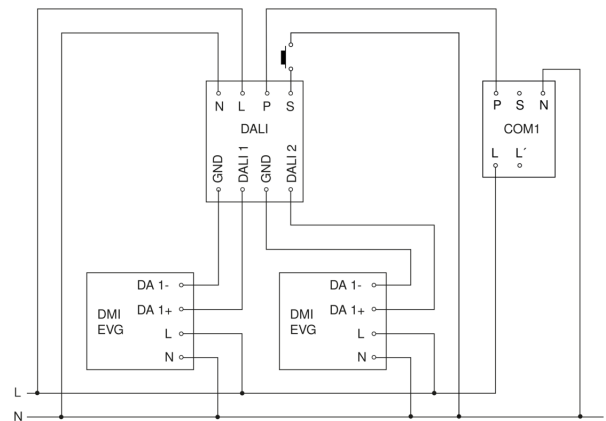 N L P S
DALI
GND DALI 1 GND DALI 2
P S N
COM1
L L´
DMI
EVG
DA 1-
DA 1+
L
N
DMI
EVG
DA 1-
DA 1+
L
N
L
N